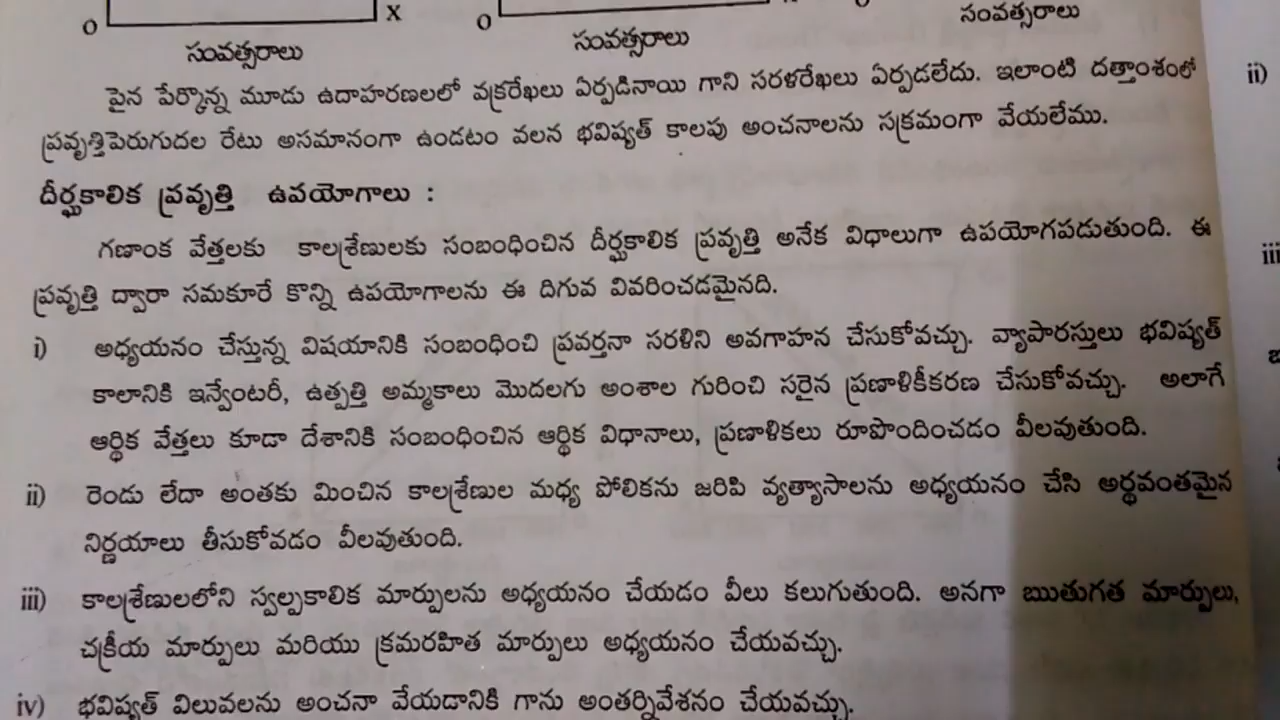 O X O
సంవత్సరాలు సంవత్సరాలు సంవత్సరాలు
పైన పేర్కొన్న మూడు ఉదాహరణలలో వక్రరేఖలు ఏర్పడినాయి గాని సరళరేఖలు ఏర్పడలేదు. ఇలాంటి దత్తాంశంలో
ప్రవృత్తిపెరుగుదల రేటు అసమానంగా ఉండటం వలన భవిష్యత్ కాలపు అంచనాలను సక్రమంగా వేయలేము.
దీర్ఘకాలిక ప్రవృత్తి ఉపయోగాలు :
గణాంక వేత్తలకు కాలశ్రేణులకు సంబంధించిన దీర్ఘకాలిక ప్రవృత్తి అనేక విధాలుగా ఉపయోగపడుతుంది. ఈ
ప్రవృత్తి ద్వారా సమకూరే కొన్ని ఉపయోగాలను ఈ దిగువ వివరించడమైనది.
i) అధ్యయనం చేస్తున్న విషయానికి సంబంధించి ప్రవర్తనా సరళిని అవగాహన చేసుకోవచ్చు. వ్యాపారస్తులు భవిష్యత్
కాలానికి ఇన్వేంటరీ, ఉత్పత్తి అమ్మకాలు మొదలగు అంశాల గురించి సరైన ప్రణాళికీకరణ చేసుకోవచ్చు. అలాగే
ఆర్థిక వేత్తలు కూడా దేశానికి సంబంధించిన ఆర్థిక విధానాలు, ప్రణాళికలు రూపొందించడం వీలవుతుంది.
ii) రెండు లేదా అంతకు మించిన కాలశ్రేణుల మధ్య పోలికను జరిపి వ్యత్యాసాలను అధ్యయనం చేసి అర్థవంతమైన
నిర్ణయాలు తీసుకోవడం వీలవుతుంది.
iii) కాలశ్రేణులలోని స్వల్పకాలిక మార్పులను అధ్యయనం చేయడం వీలు కలుగుతుంది. అనగా ఋతుగత మార్పులు,
చక్రీయ మార్పులు మరియు క్రమరహిత మార్పులు అధ్యయనం చేయవచ్చు.
iv) భవిష్యత్ విలువలను అంచనా వేయడానికి గాను అంతర్నివేశనం చేయవచ్చు.
ii)
iii